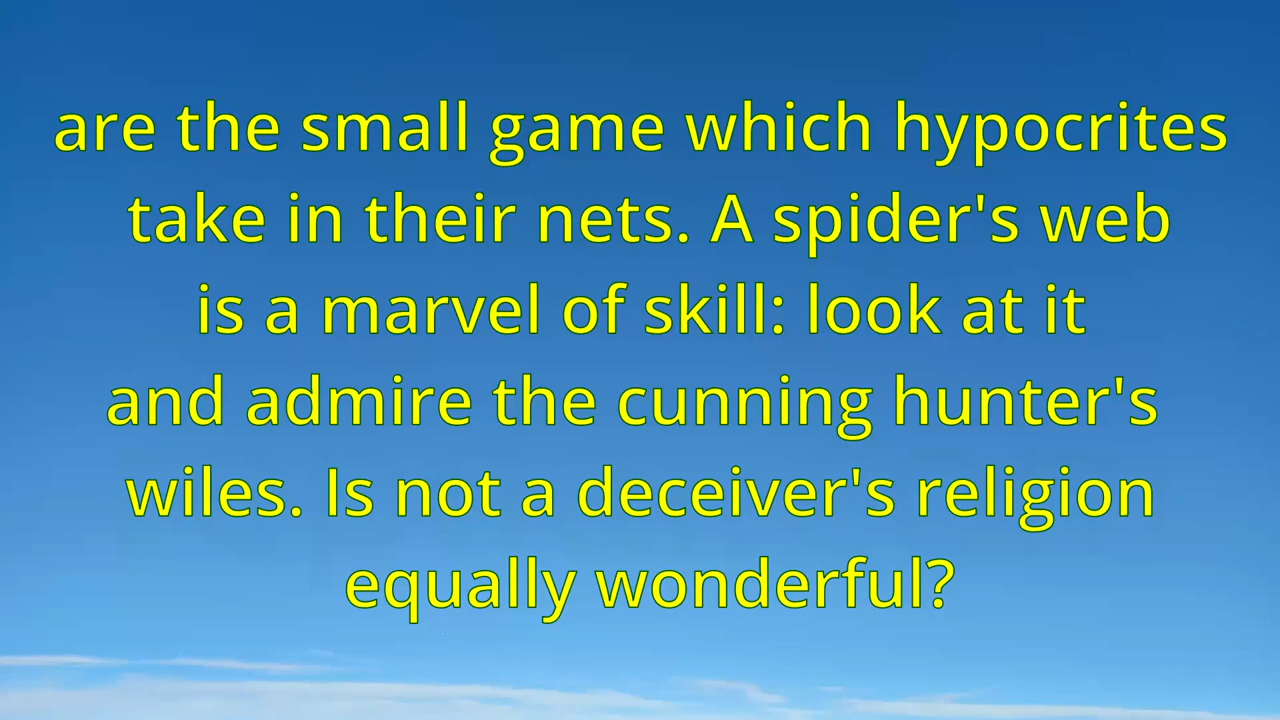 are the small game which hypocrites
take in their nets. A spider's web
is a marvel of skill: look at it
and admire the cunning hunter's
wiles. Is not a deceiver's religion
equally wonderful?